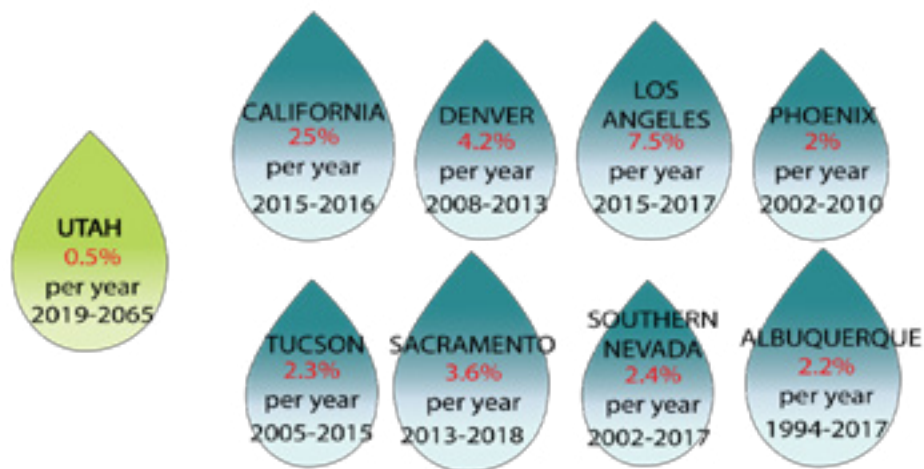 UTAH
0.5%
per year
2019-2065
CALIFORNIA
25%
per year
2015-2016
DENVER
4.2%
per year
2008-2013
LOS
ANGELES
7.5%
per year
2015-2017
PHOENIX
2%
per year
2002-2010
TUCSON
2.3%
per year
2005-2015
SACRAMENTO
3.6%
per year
2013-2018
SOUTHERN
NEVADA
2.4%
per year
2002-2017
ALBUQUERQUE
2.2%
per year
1994-2017